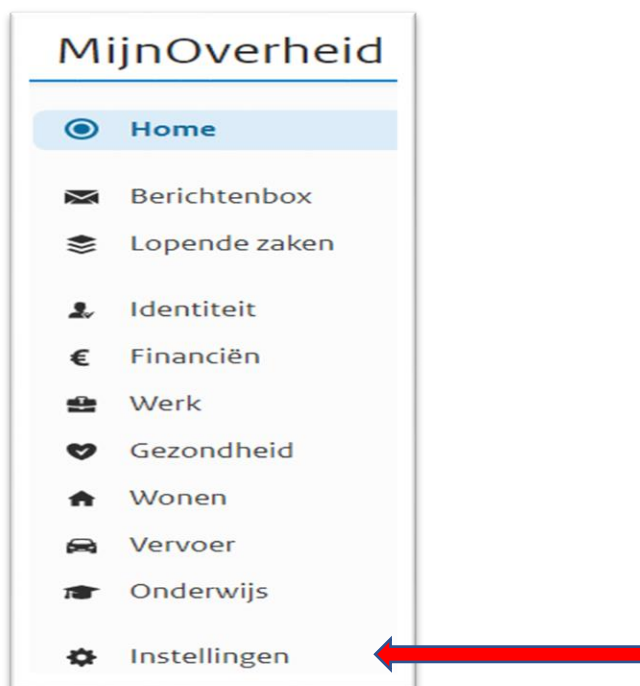 MijnOverheid
Home
Berichtenbox
Lopende zaken
Identiteit
Financiën
Werk
Gezondheid
Wonen
Vervoer
Onderwijs
Instellingen